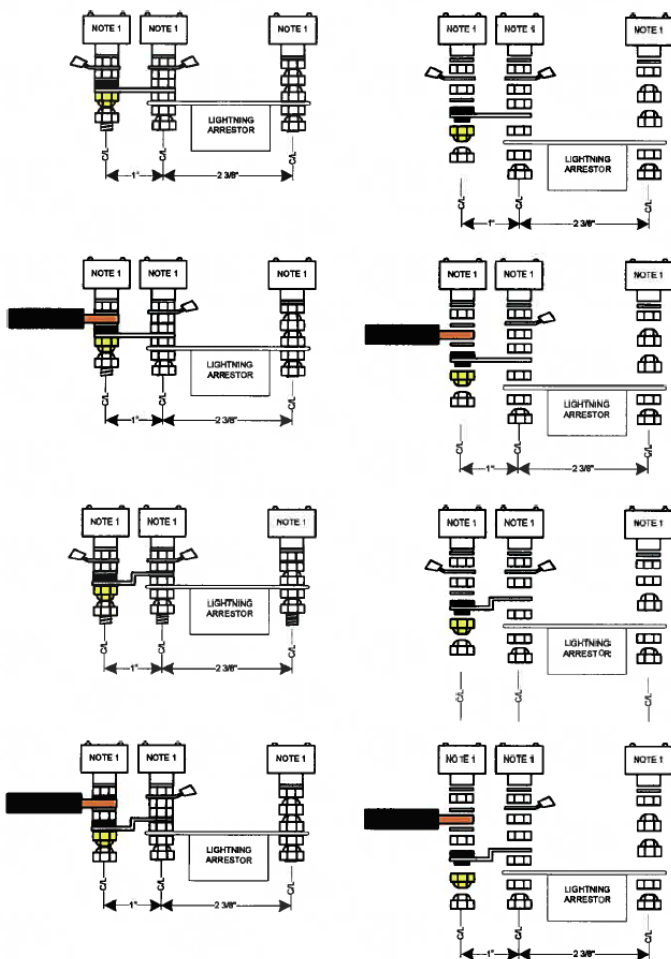 NOTE 1 NOTE 1 NOTE 1
LIGHTNING
ARRESTOR
C/L C/L C/L
1" 2 3/8"
NOTE 1 NOTE 1 NOTE 1
LIGHTNING
ARRESTOR
C/L C/L C/L
1" 2 3/8"
NOTE 1 NOTE 1 NOTE 1
LIGHTNING
ARRESTOR
C/L C/L C/L
1" 2 3/8"
NOTE 1 NOTE 1 NOTE 1
LIGHTNING
ARRESTOR
C/L C/L C/L
1" 2 3/8"
NOTE 1 NOTE 1 NOTE 1
LIGHTNING
ARRESTOR
C/L C/L C/L
1" 2 3/8"
NOTE 1 NOTE 1 NOTE 1
LIGHTNING
ARRESTOR
C/L C/L C/L
NOTE 1 NOTE 1 NOTE 1
LIGHTNING
ARRESTOR
C/L C/L C/L
1" 2 3/8"
NOTE 1 NOTE 1 NOTE 1
LIGHTNING
ARRESTOR
C/L C/L C/L
1" 2 3/8"